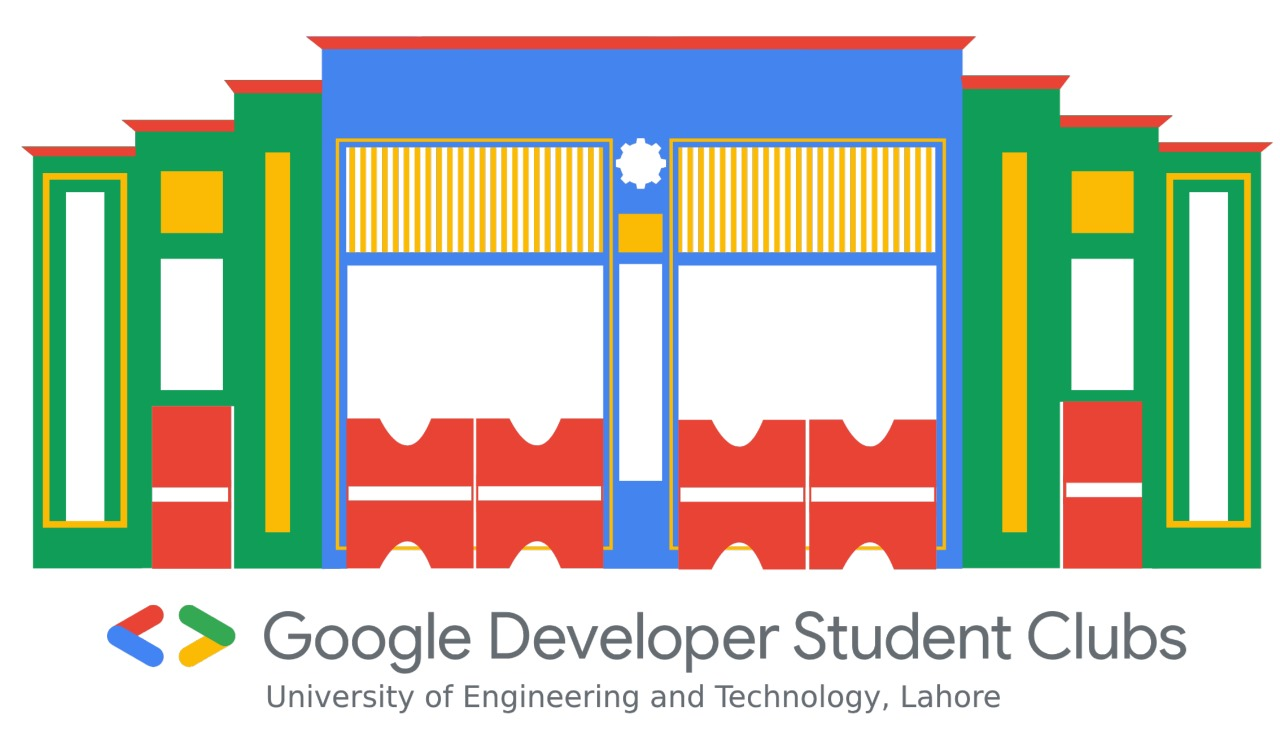 Google Developer Student Clubs
University of Engineering and Technology, Lahore